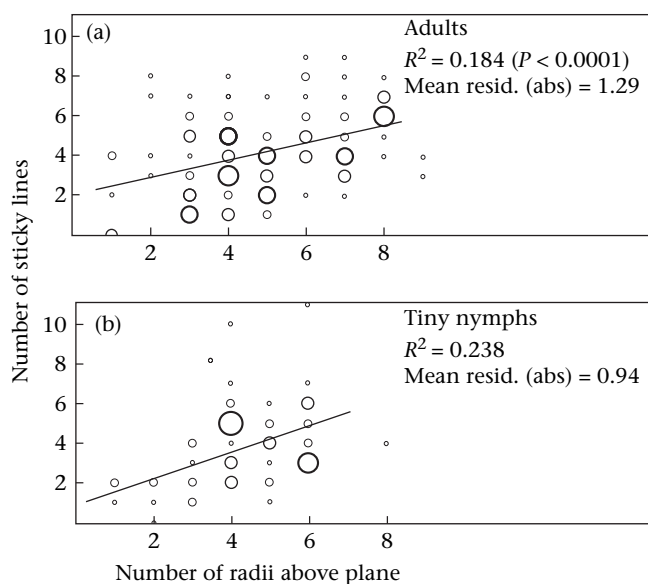 (a)
Adults
R² = 0.184 (P < 0.0001)
Mean resid. (abs) = 1.29
10
8
6
4
2
2 4 6 8
(b)
Tiny nymphs
R² = 0.238
Mean resid. (abs) = 0.94
10
8
6
4
2
2 4 6 8
Number of sticky lines
Number of radii above plane